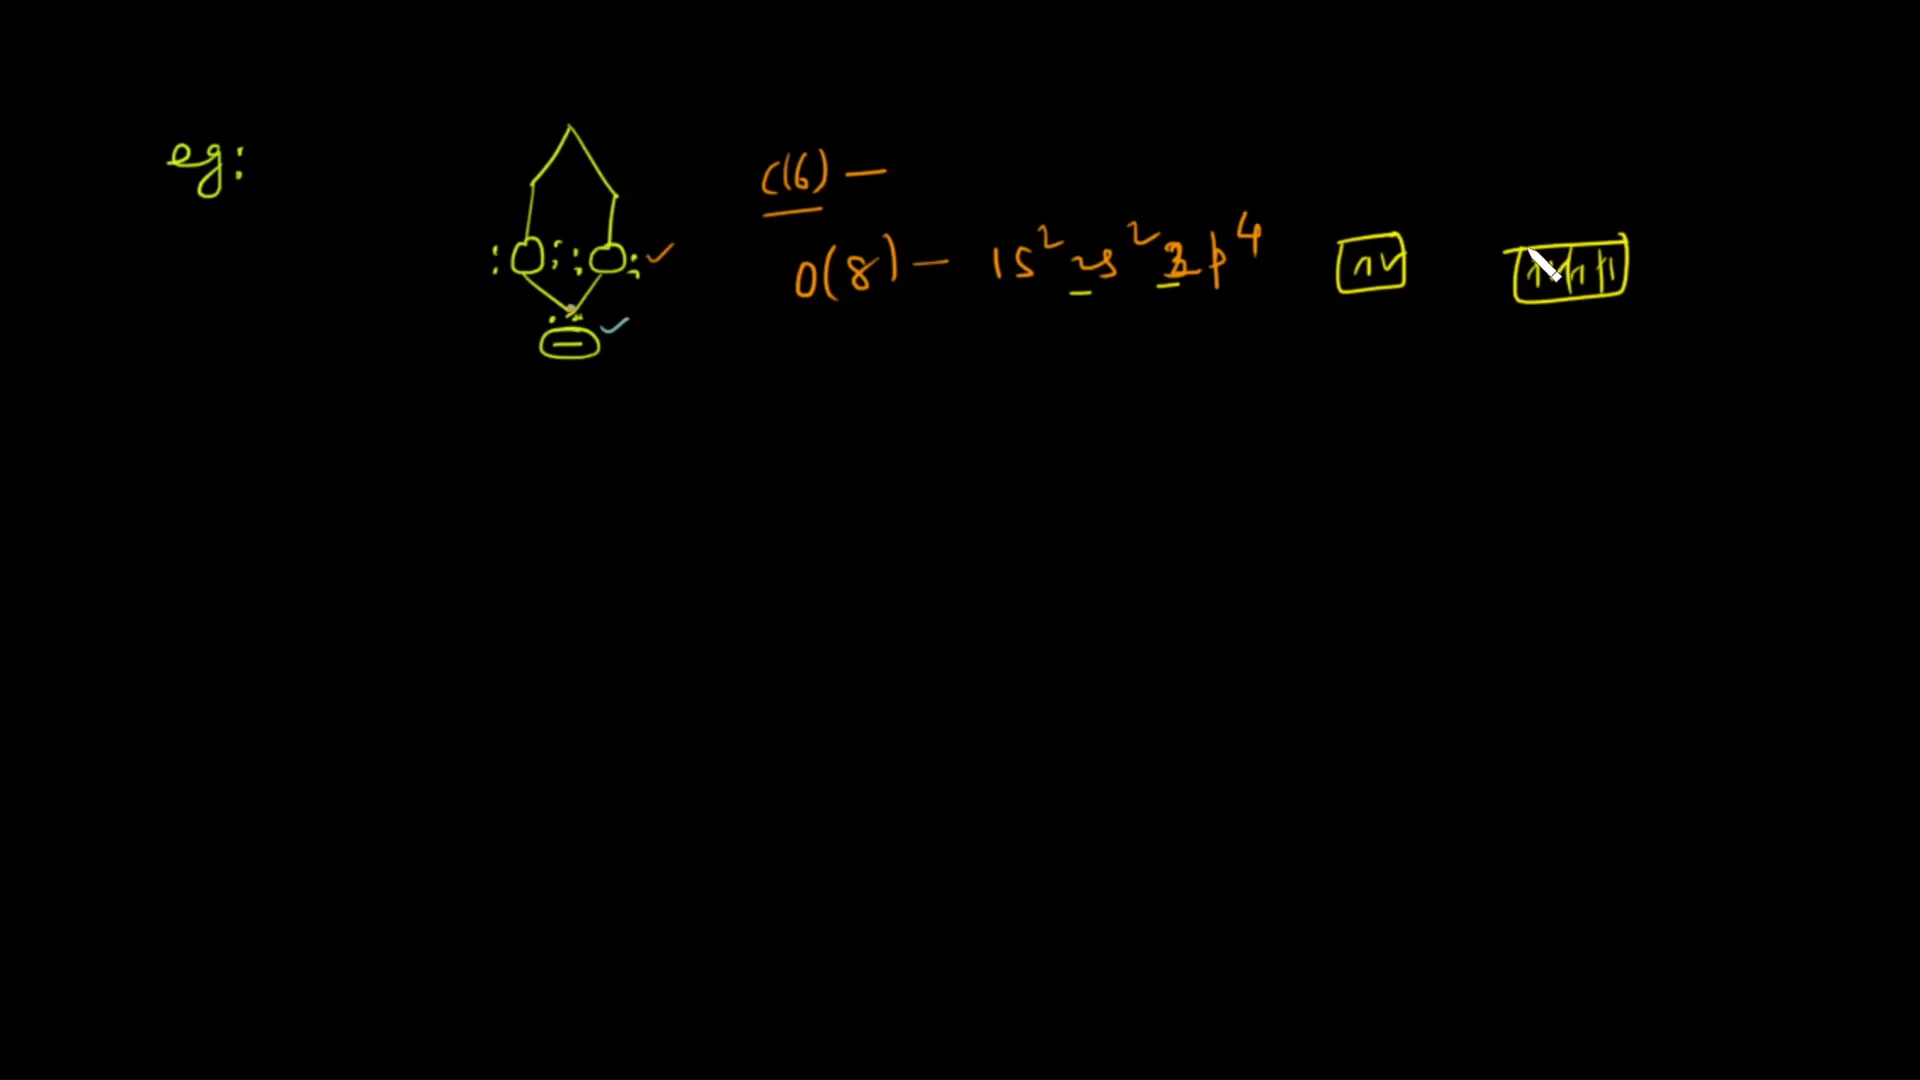 eg:
C(6) —
:O: :O:
O(8) — 1s² 2s² 2p⁴
–